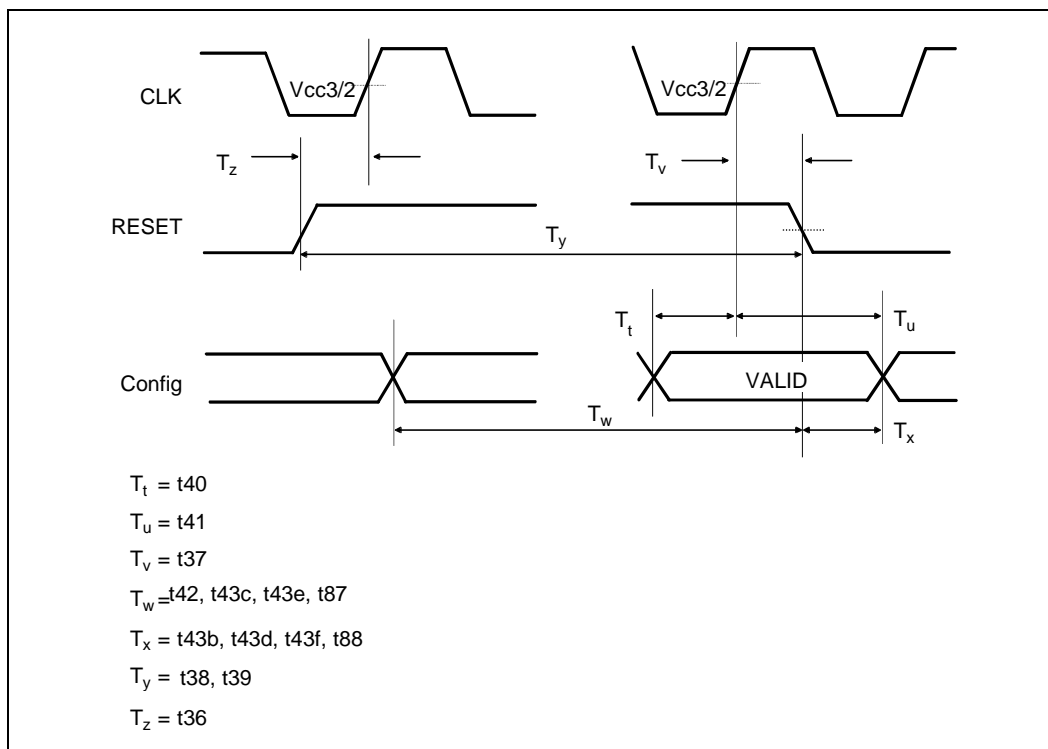 CLK
Vcc3/2
Vcc3/2
Tz
Tv
RESET
Ty
Tt
Tu
Config
VALID
Tw
Tx
Tt = t40
Tu = t41
Tv = t37
Tw = t42, t43c, t43e, t87
Tx = t43b, t43d, t43f, t88
Ty = t38, t39
Tz = t36